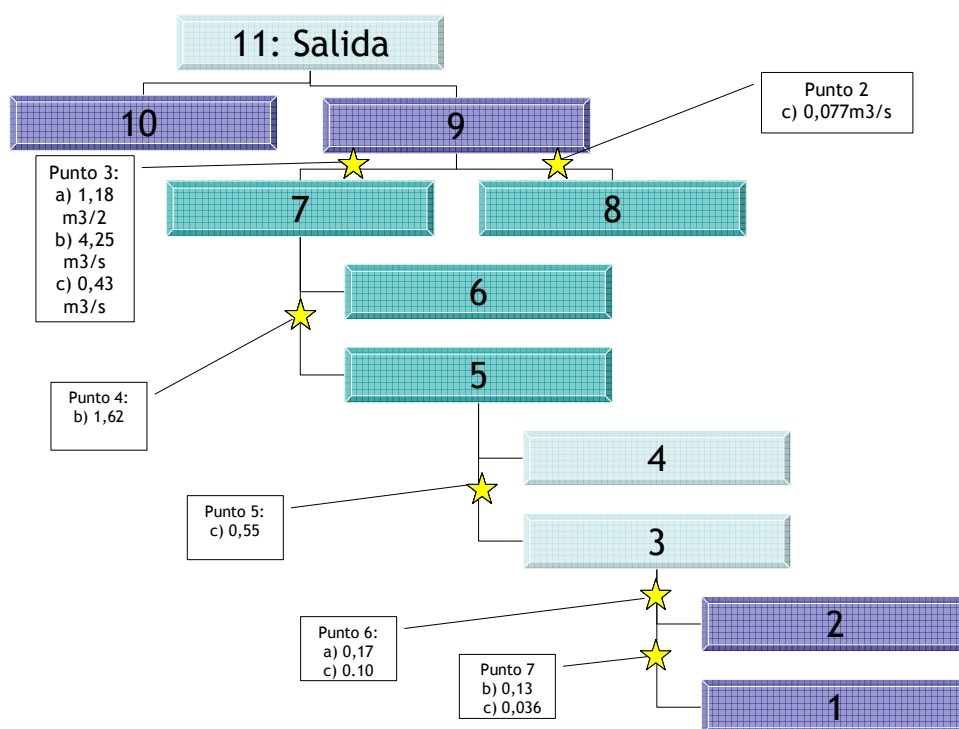 11: Salida
10
9
Punto 2
c) 0,077m3/s
Punto 3:
a) 1,18
m3/2
b) 4,25
m3/s
c) 0,43
m3/s
7
8
6
5
Punto 4:
b) 1,62
4
Punto 5:
c) 0,55
3
Punto 6:
a) 0,17
c) 0.10
2
Punto 7
b) 0,13
c) 0,036
1